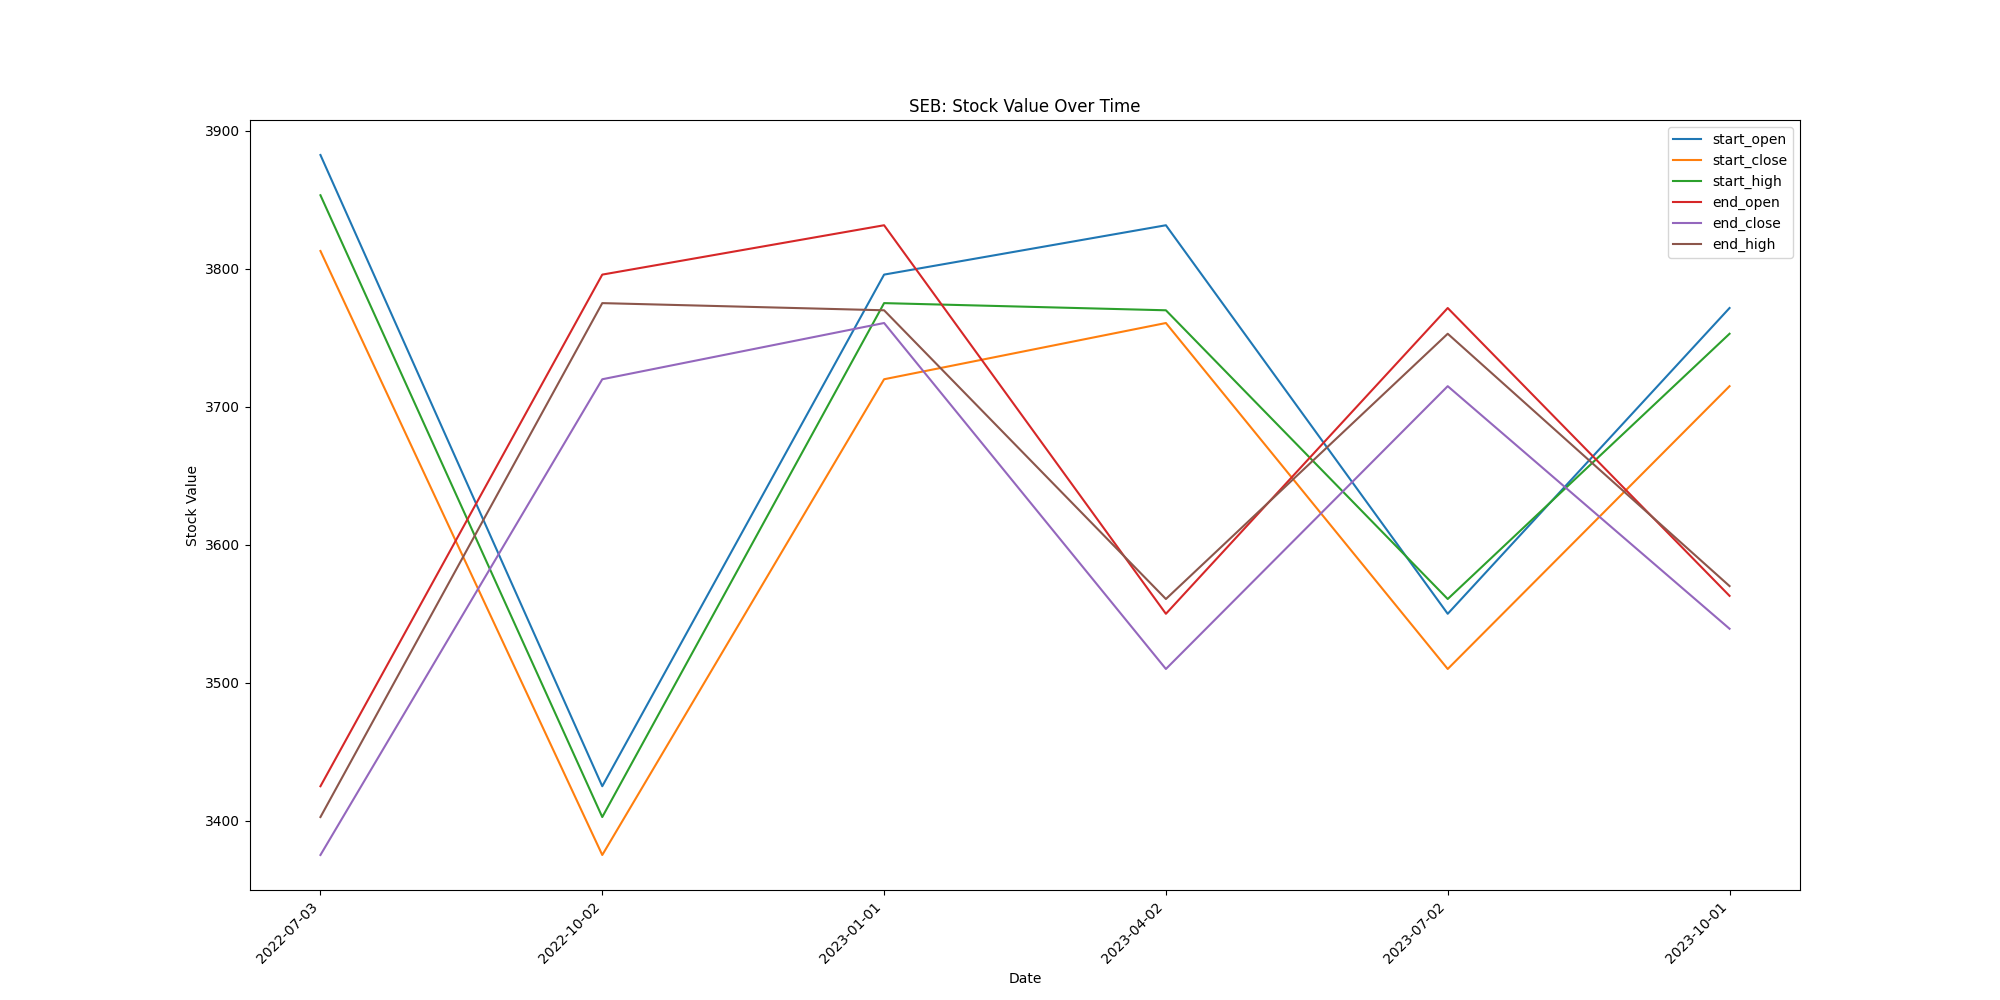 SEB: Stock Value Over Time
3900
3800
3700
3600
3500
3400
Stock Value
start_open
start_close
start_high
end_open
end_close
end_high
2022-07-03
2022-10-02
2023-01-01
2023-04-02
2023-07-02
2023-10-01
Date